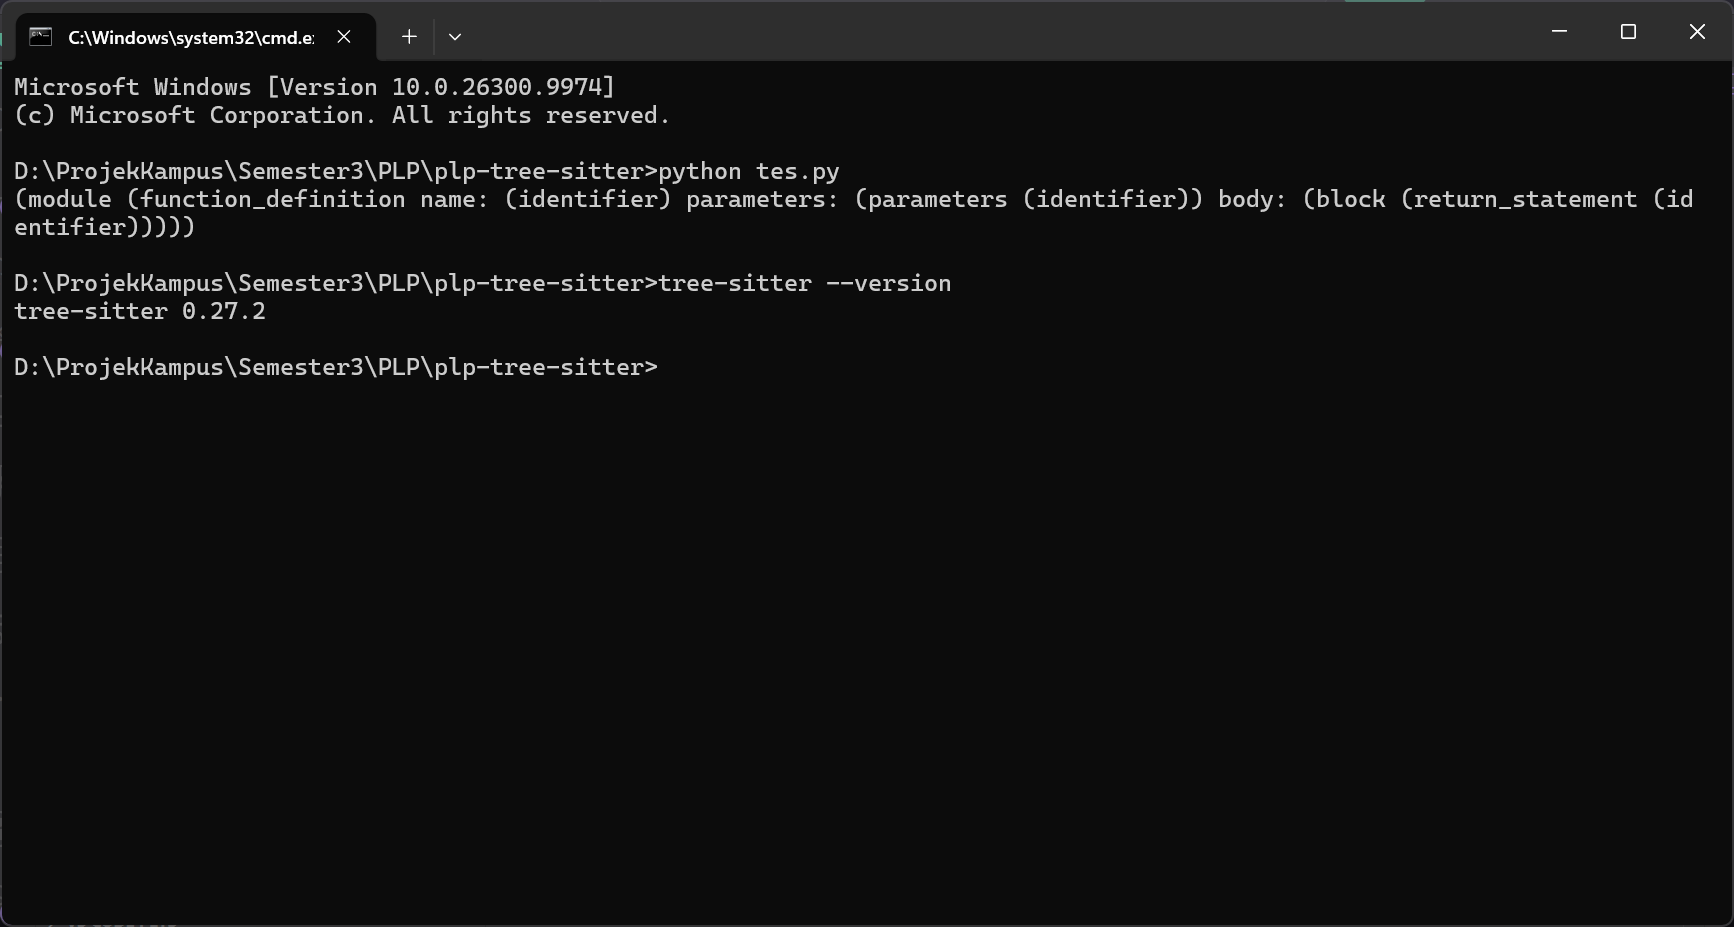 C:\Windows\system32\cmd.e
Microsoft Windows [Version 10.0.26300.9974]
(c) Microsoft Corporation. All rights reserved.
D:\ProjekKampus\Semester3\PLP\plp-tree-sitter>python tes.py
(module (function_definition name: (identifier) parameters: (parameters (identifier)) body: (block (return_statement (id
entifier)))))
D:\ProjekKampus\Semester3\PLP\plp-tree-sitter>tree-sitter --version
tree-sitter 0.27.2
D:\ProjekKampus\Semester3\PLP\plp-tree-sitter>